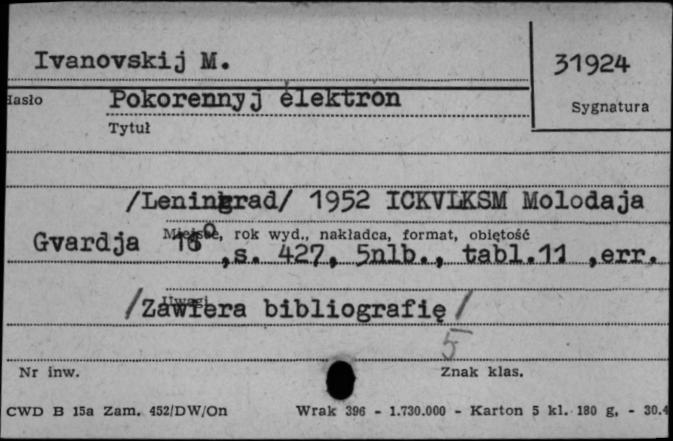 Ivanovskij M.
31924
Hasło
Pokorennyj élektron
Sygnatura
Tytuł
/Leningrad/ 1952 ICKVLKSM Molodaja
Miejsce, rok wyd., nakładca, format, objętość
Gvardja 16°, s. 427, 5nlb., tabl.11 ,err.
Uwagi
/Zawiera bibliografię/
5
Nr inw.
Znak klas.
CWD B 15a Zam. 452/DW/On Wrak 396 - 1.730.000 - Karton 5 kl. 180 g. - 30.4